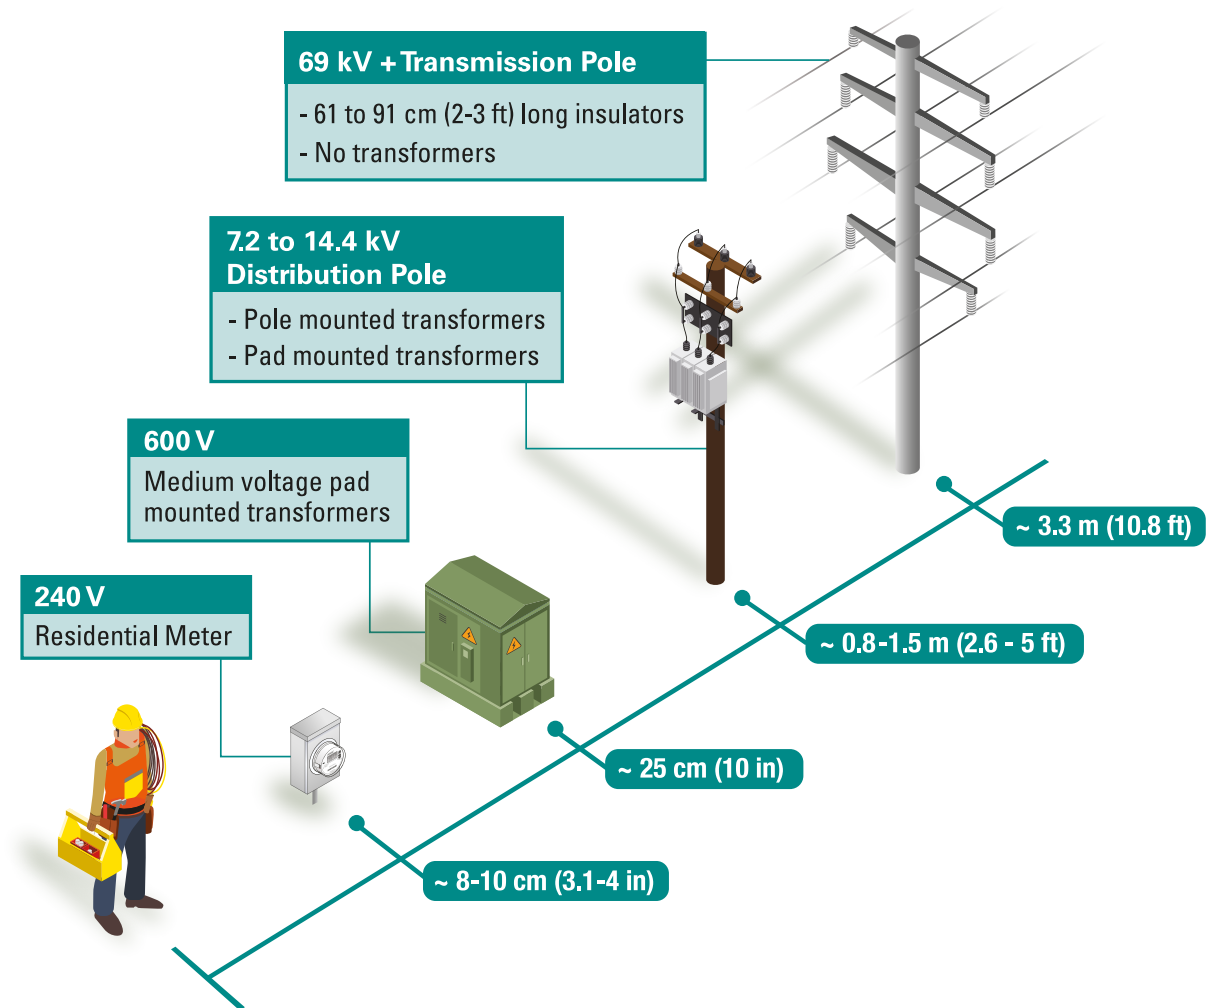 69 kV + Transmission Pole
- 61 to 91 cm (2-3 ft) long insulators
- No transformers
7.2 to 14.4 kV
Distribution Pole
- Pole mounted transformers
- Pad mounted transformers
600 V
Medium voltage pad
mounted transformers
240 V
Residential Meter
~ 3.3 m (10.8 ft)
~ 0.8-1.5 m (2.6 - 5 ft)
~ 25 cm (10 in)
~ 8-10 cm (3.1-4 in)